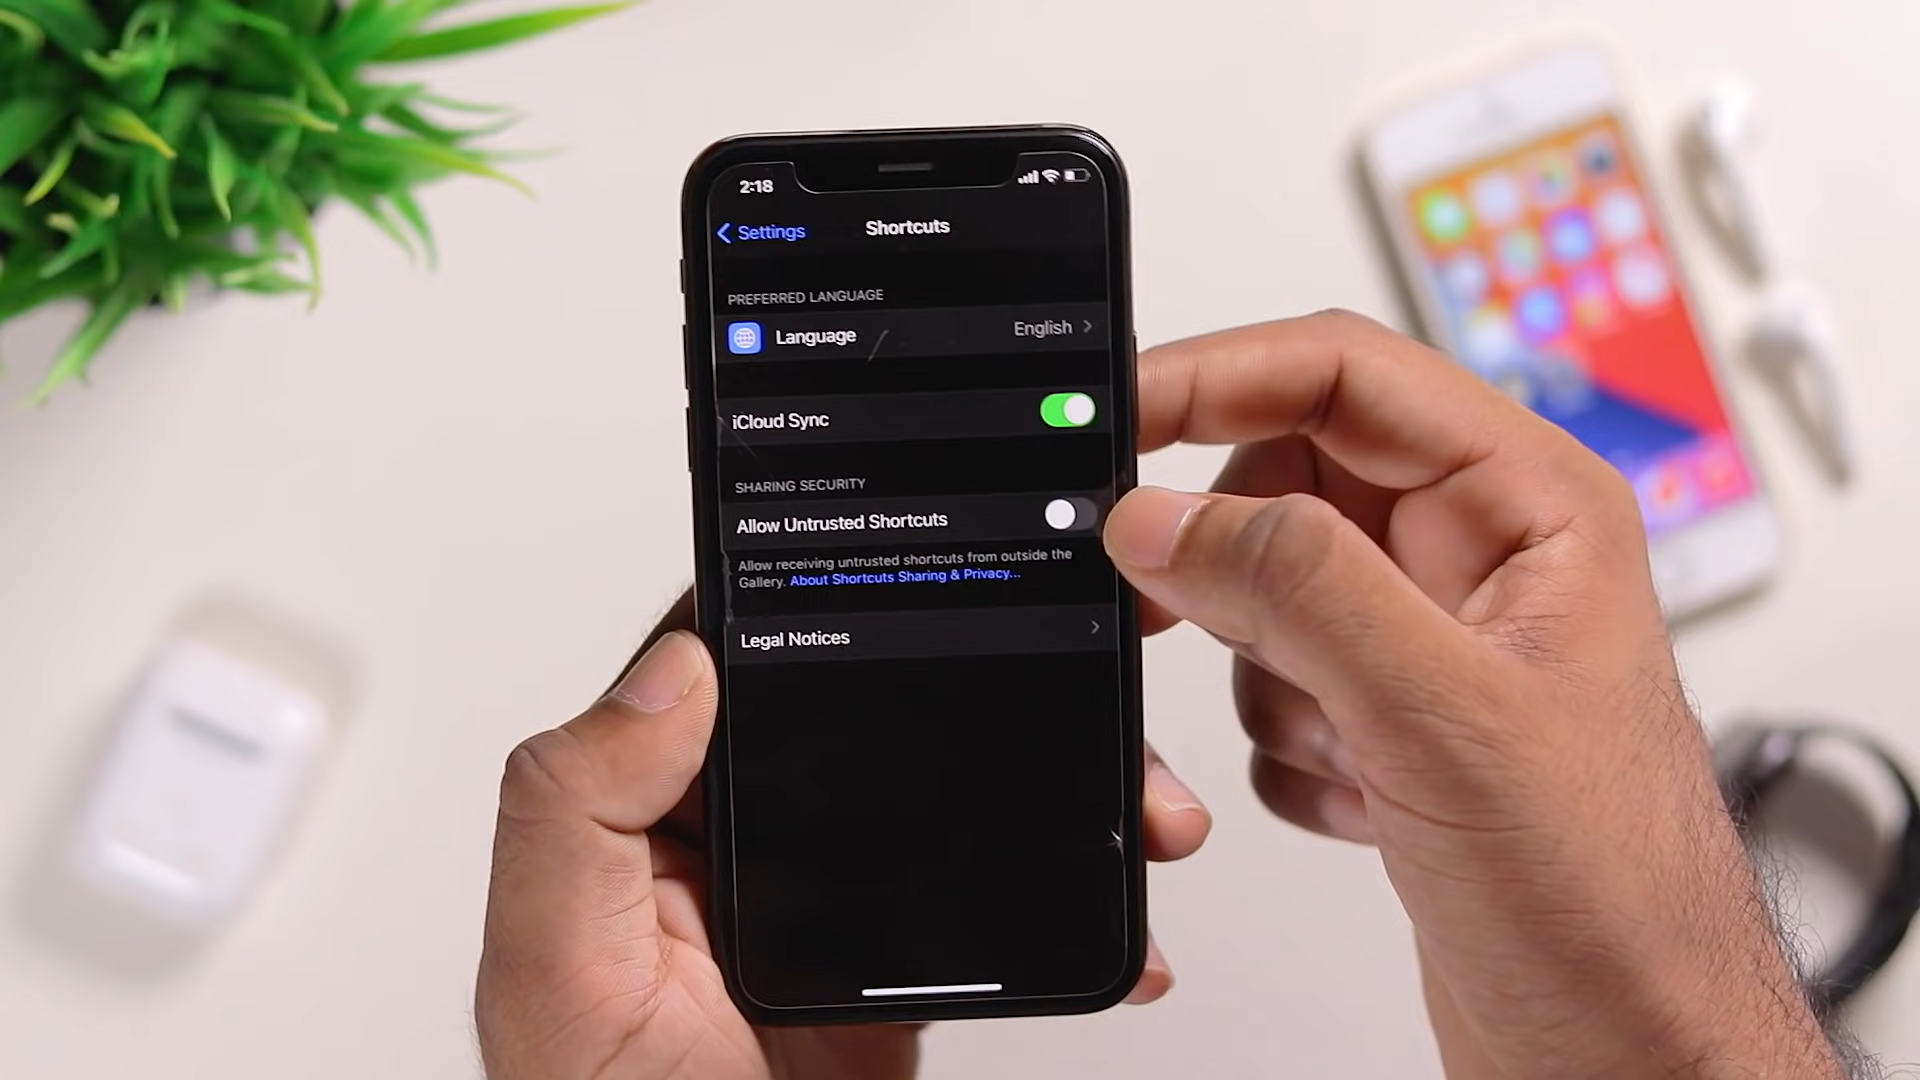 2:18
Settings
Shortcuts
PREFERRED LANGUAGE
Language
English
iCloud Sync
SHARING SECURITY
Allow Untrusted Shortcuts
Allow receiving untrusted shortcuts from outside the
Gallery. About Shortcuts Sharing & Privacy...
Legal Notices